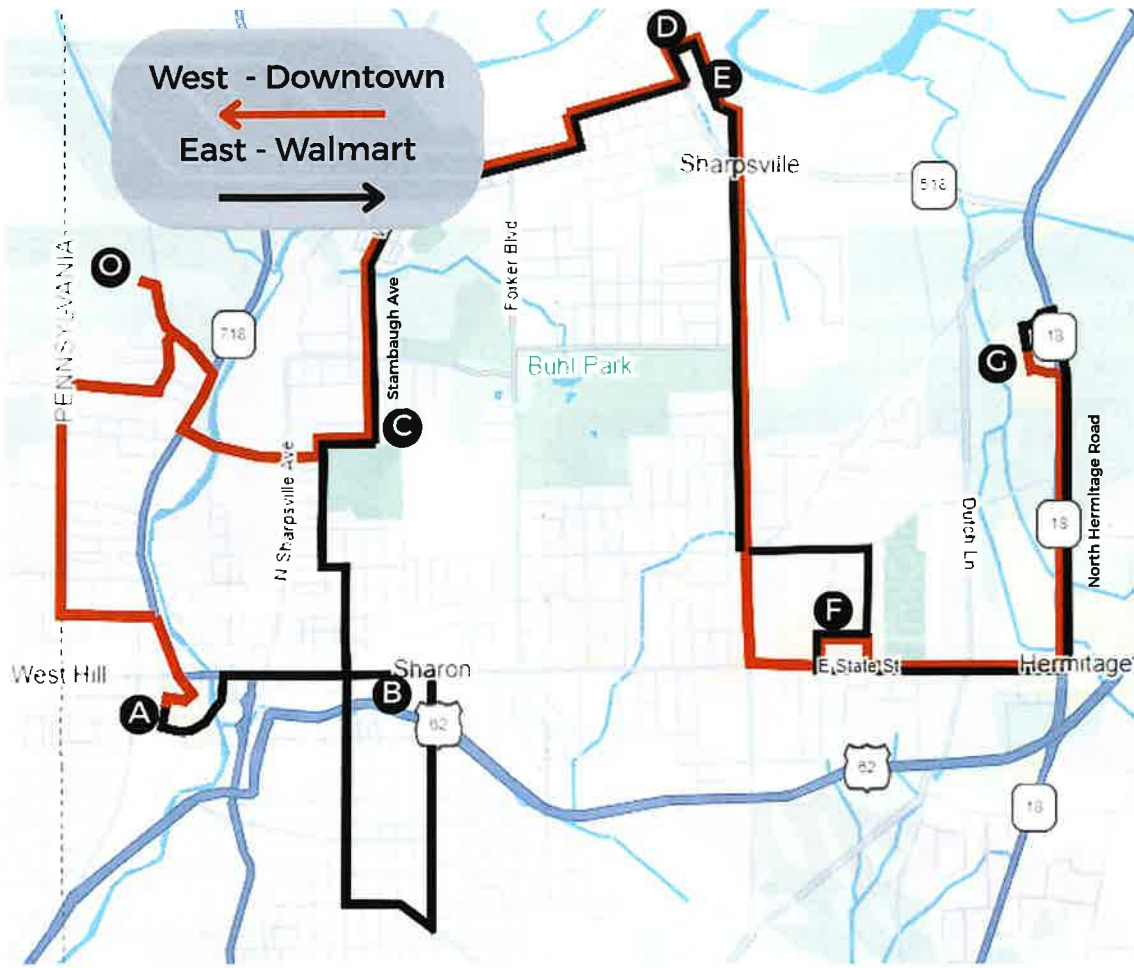 West - Downtown
East - Walmart
D
E
Sharpsville
518
PENNSYLVANIA
O
718
Forker Blvd
Stambaugh Ave
Buhl Park
18
G
C
N Sharpsville Ave
Dutch Ln
18
North Hermitage Road
F
E State St
Hermitage
West Hill
Sharon
A
B
62
62
18